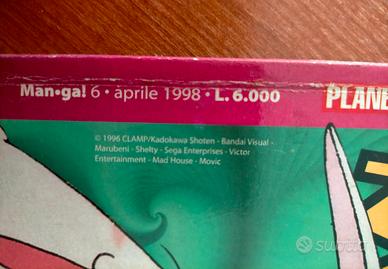 Man•ga! 6 • aprile 1998 • L. 6.000
PLANE
© 1996 CLAMP/Kadokawa Shoten - Bandai Visual -
Marubeni - Shelty - Sega Enterprises - Victor
Entertainment - Mad House - Movic
subito